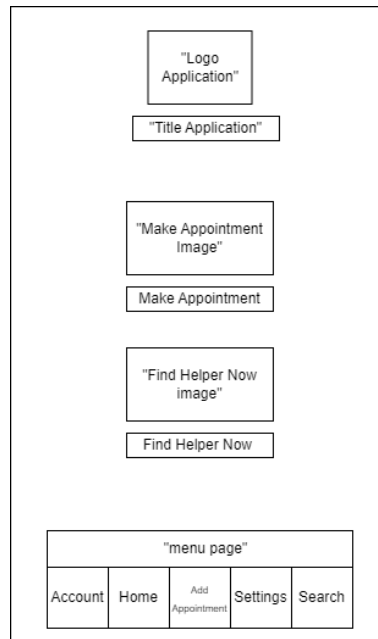 "Logo
Application"
"Title Application"
"Make Appointment
Image"
Make Appointment
"Find Helper Now
image"
Find Helper Now
"menu page"
Account Home Add Appointment Settings Search